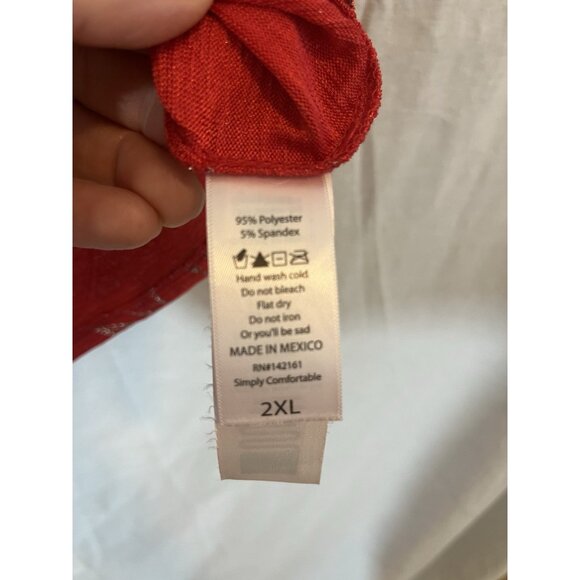 95% Polyester
5% Spandex
Hand wash cold
Do not bleach
Flat dry
Do not iron
Or you'll be sad
MADE IN MEXICO
RN#142161
Simply Comfortable
2XL